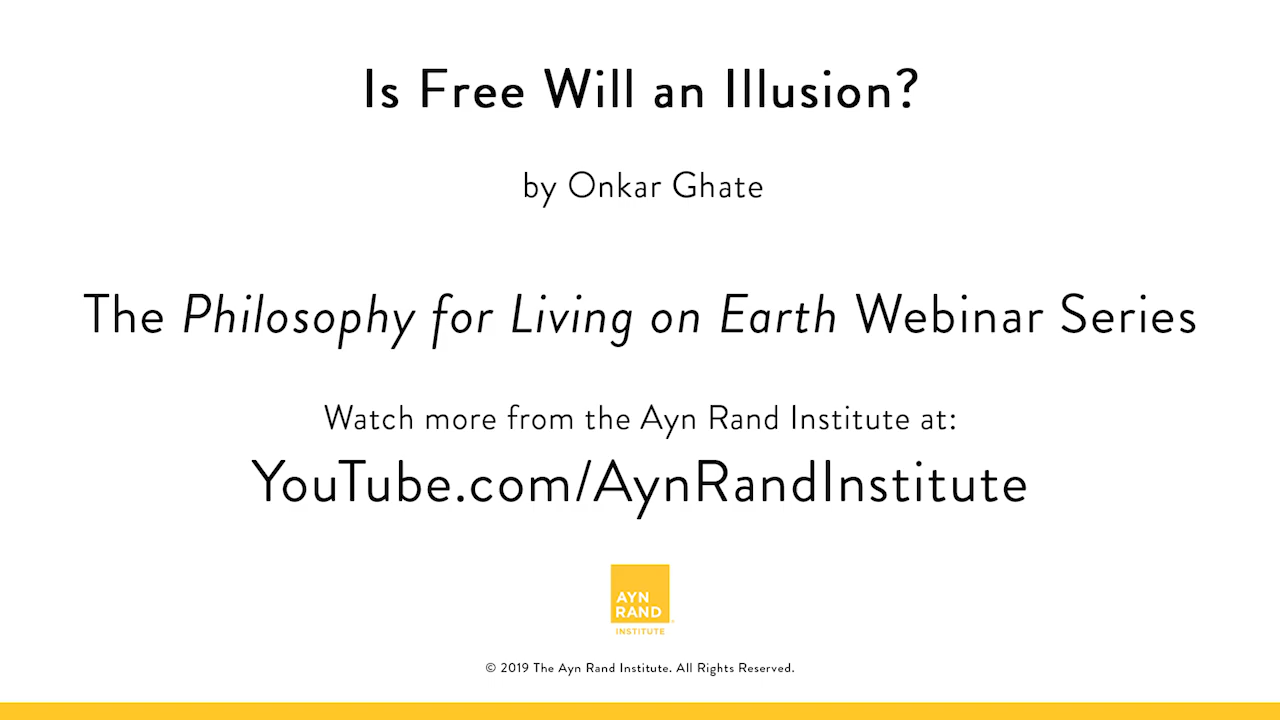 Is Free Will an Illusion?
by Onkar Ghate
The Philosophy for Living on Earth Webinar Series
Watch more from the Ayn Rand Institute at:
YouTube.com/AynRandInstitute
AYN
RAND
INSTITUTE
© 2019 The Ayn Rand Institute. All Rights Reserved.